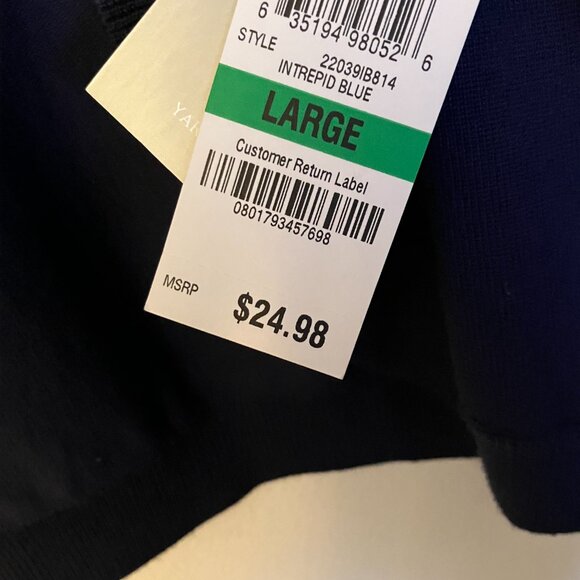 6 35194 98052 6
STYLE 22039IB814
INTREPID BLUE
LARGE
Customer Return Label
0801793457698
MSRP $24.98